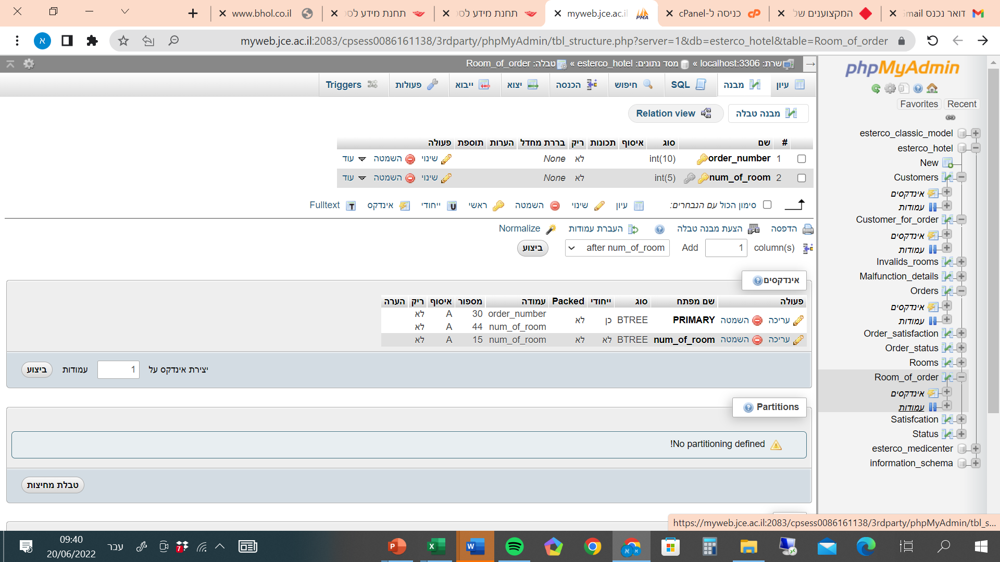 דואר נכנס Gmail
המקצוענים של
כניסה ל-cPanel
myweb.jce.ac.il
תחנת מידע לסט
תחנת מידע לסט
www.bhol.co.il
myweb.jce.ac.il:2083/cpsess0086161138/3rdparty/phpMyAdmin/tbl_structure.php?server=1&db=esterco_hotel&table=Room_of_order
א
שרת: localhost:3306 » מסד נתונים: esterco_hotel » טבלה: Room_of_order
עיון
מבנה
SQL
חיפוש
הכנסה
יצוא
ייבוא
פעולות
Triggers
מבנה טבלה
Relation view
# שם סוג איסוף תכונות ריק בררת מחדל הערות תוספת פעולה
1 order_number int(10) לא None שינוי השמטה עוד
2 num_of_room int(5) לא None שינוי השמטה עוד
סימון הכול עם הנבחרים: עיון שינוי השמטה ראשי ייחודי אינדקס Fulltext
הדפסה הצעת מבנה טבלה העברת עמודות Normalize
column(s) 1 Add after num_of_room ביצוע
אינדקסים
פעולה שם מפתח סוג ייחודי Packed עמודה מספור איסוף ריק הערה
עריכה השמטה PRIMARY BTREE כן לא order_number 30 A לא
num_of_room 44 A לא
עריכה השמטה num_of_room BTREE לא לא num_of_room 15 A לא
יצירת אינדקס על 1 עמודות ביצוע
Partitions
No partitioning defined!
טבלת מחיצות
phpMyAdmin
Recent Favorites
esterco_classic_model
esterco_hotel
New
Customers
אינדקסים
עמודות
Customer_for_order
אינדקסים
עמודות
Invalids_rooms
Malfunction_details
Orders
אינדקסים
עמודות
Order_satisfaction
Order_status
Rooms
Room_of_order
אינדקסים
עמודות
Satisfcation
Status
esterco_medicenter
information_schema
https://myweb.jce.ac.il:2083/cpsess0086161138/3rdparty/phpMyAdmin/tbl_s...
עבר
09:40
20/06/2022